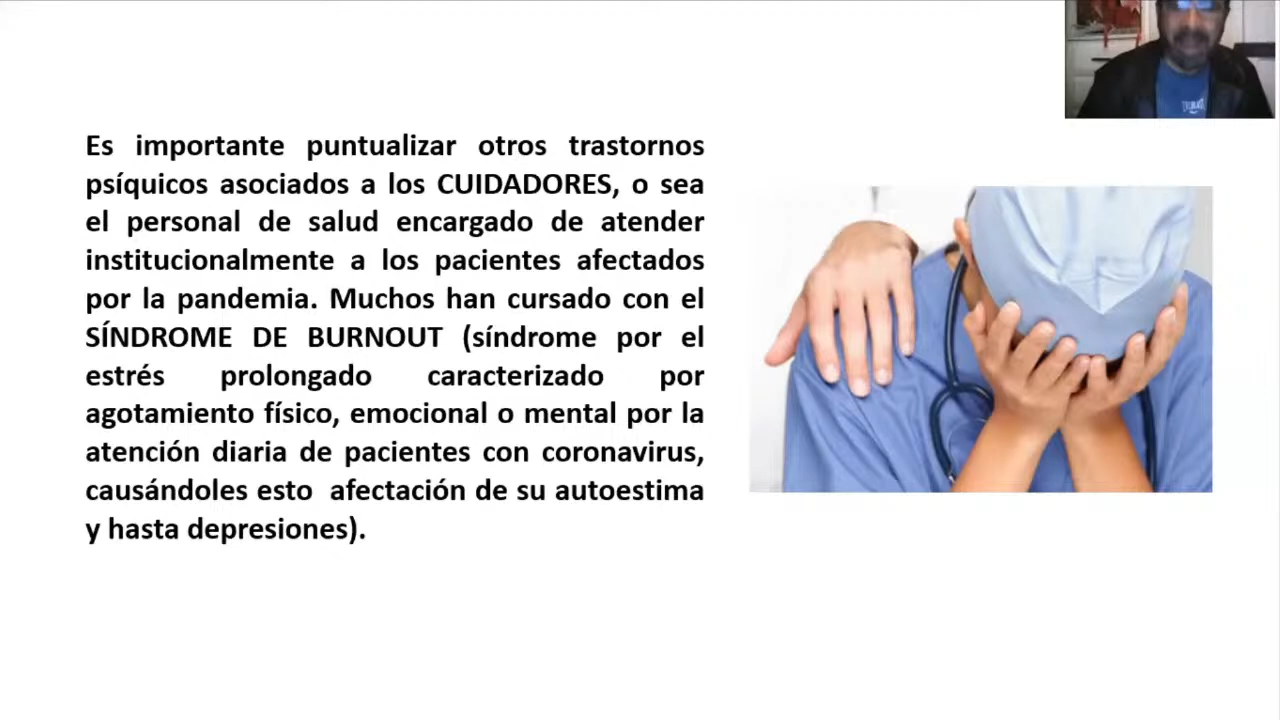 Es importante puntualizar otros trastornos
psíquicos asociados a los CUIDADORES, o sea
el personal de salud encargado de atender
institucionalmente a los pacientes afectados
por la pandemia. Muchos han cursado con el
SÍNDROME DE BURNOUT (síndrome por el
estrés prolongado caracterizado por
agotamiento físico, emocional o mental por la
atención diaria de pacientes con coronavirus,
causándoles esto  afectación de su autoestima
y hasta depresiones).